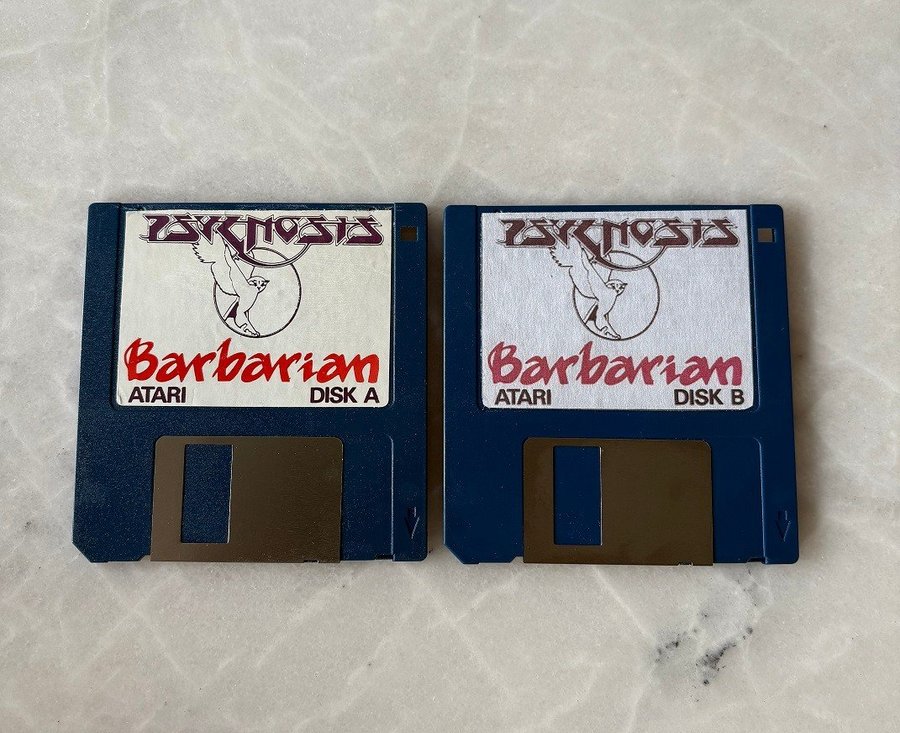 PSYGNOSIS
Barbarian
ATARI DISK A
PSYGNOSIS
Barbarian
ATARI DISK B